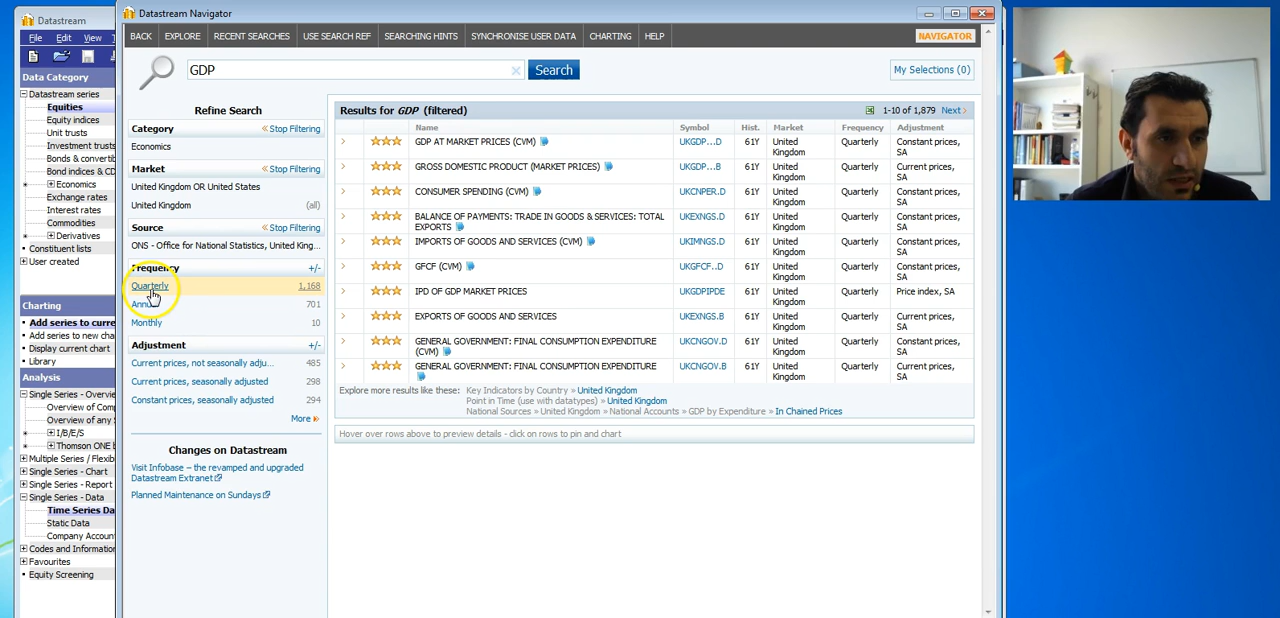 Datastream
File Edit View
Data Category
Datastream series
Equities
Equity indices
Unit trusts
Investment trusts
Bonds & convertib
Bond indices & CD
Economics
Exchange rates
Interest rates
Commodities
Derivatives
Constituent lists
User created
Charting
Add series to curre
Add series to new char
Display current chart
Library
Analysis
Single Series - Overvie
Overview of Comp
Overview of any S
I/B/E/S
Thomson ONE b
Multiple Series / Flexib
Single Series - Chart
Single Series - Report
Single Series - Data
Time Series Da
Static Data
Company Accoun
Codes and Information
Favourites
Equity Screening
Datastream Navigator
BACK EXPLORE RECENT SEARCHES USE SEARCH REF SEARCHING HINTS SYNCHRONISE USER DATA CHARTING HELP NAVIGATOR
GDP Search My Selections (0)
Refine Search
Category « Stop Filtering
Economics
Market « Stop Filtering
United Kingdom OR United States
United Kingdom (all)
Source « Stop Filtering
ONS - Office for National Statistics, United King...
Frequency +/-
Quarterly 1,168
Annual 701
Monthly 10
Adjustment +/-
Current prices, not seasonally adju... 485
Current prices, seasonally adjusted 298
Constant prices, seasonally adjusted 294
More »
Changes on Datastream
Visit Infobase – the revamped and upgraded
Datastream Extranet
Planned Maintenance on Sundays
Results for GDP (filtered) 1-10 of 1,879 Next ›
Name Symbol Hist. Market Frequency Adjustment
GDP AT MARKET PRICES (CVM) UKGDP...D 61Y United Kingdom Quarterly Constant prices, SA
GROSS DOMESTIC PRODUCT (MARKET PRICES) UKGDP...B 61Y United Kingdom Quarterly Current prices, SA
CONSUMER SPENDING (CVM) UKCNPER.D 61Y United Kingdom Quarterly Constant prices, SA
BALANCE OF PAYMENTS: TRADE IN GOODS & SERVICES: TOTAL EXPORTS UKEXNGS.D 61Y United Kingdom Quarterly Constant prices, SA
IMPORTS OF GOODS AND SERVICES (CVM) UKIMNGS.D 61Y United Kingdom Quarterly Constant prices, SA
GFCF (CVM) UKGFCF..D 61Y United Kingdom Quarterly Constant prices, SA
IPD OF GDP MARKET PRICES UKGDPIPDE 61Y United Kingdom Quarterly Price index, SA
EXPORTS OF GOODS AND SERVICES UKEXNGS.B 61Y United Kingdom Quarterly Current prices, SA
GENERAL GOVERNMENT: FINAL CONSUMPTION EXPENDITURE (CVM) UKCNGOV.D 61Y United Kingdom Quarterly Constant prices, SA
GENERAL GOVERNMENT: FINAL CONSUMPTION EXPENDITURE UKCNGOV.B 61Y United Kingdom Quarterly Current prices, SA
Explore more results like these: Key Indicators by Country » United Kingdom
Point in Time (use with datatypes) » United Kingdom
National Sources » United Kingdom » National Accounts » GDP by Expenditure » In Chained Prices
Hover over rows above to preview details - click on rows to pin and chart